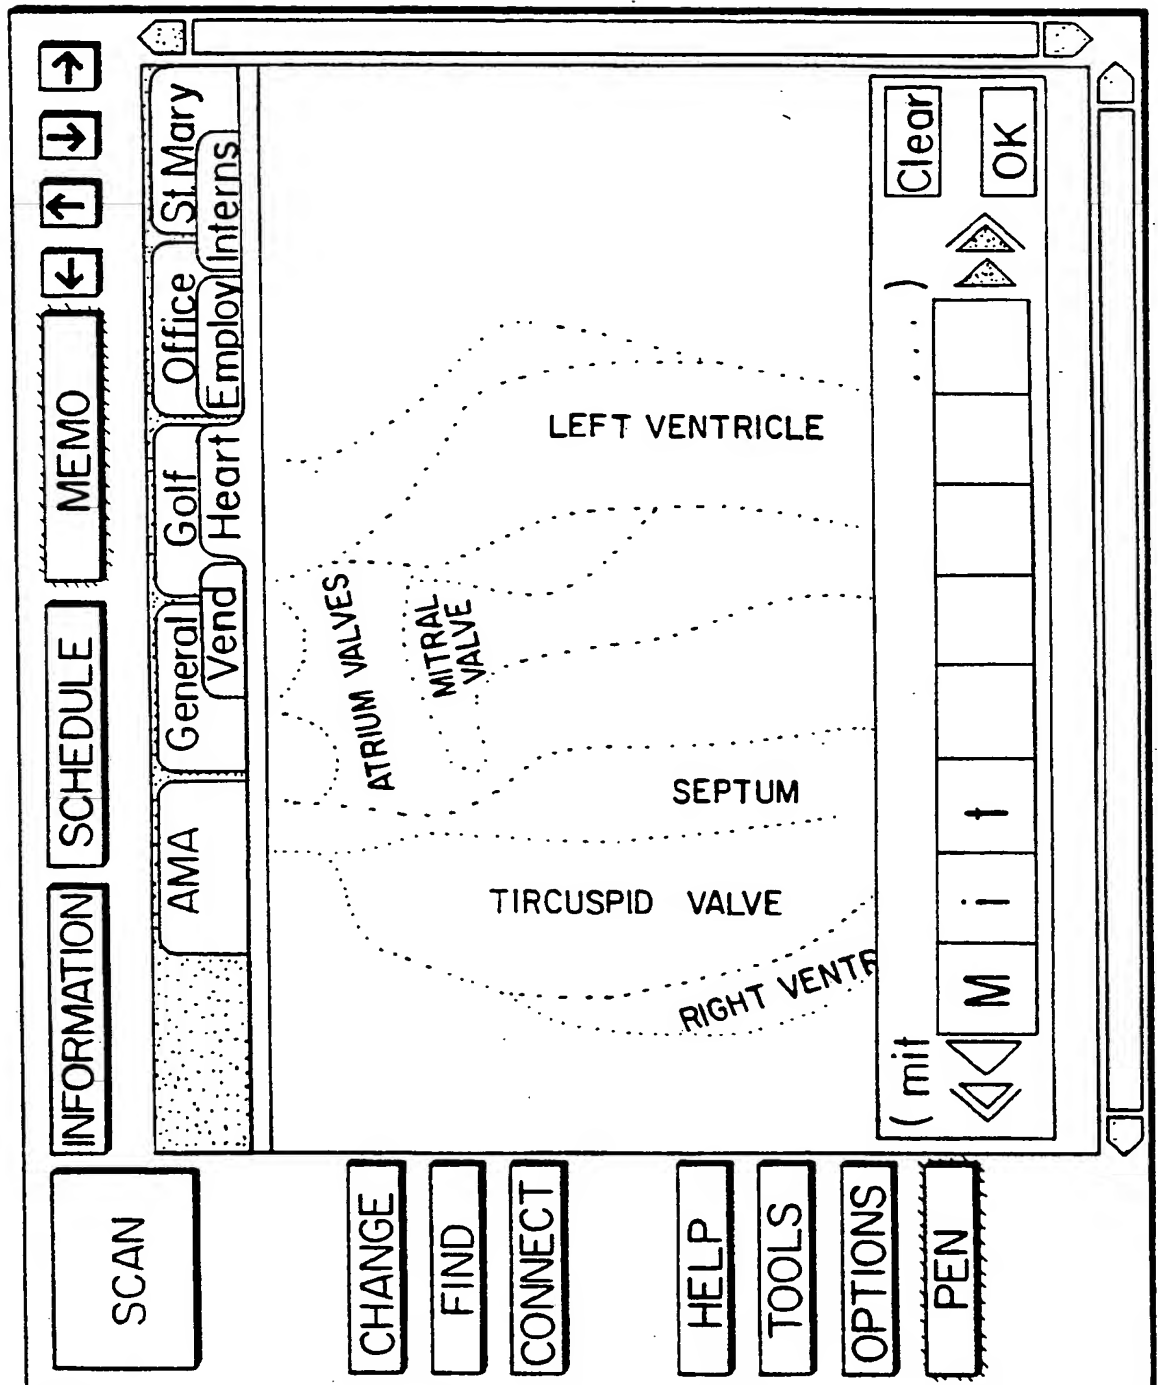 SCAN
INFORMATION
SCHEDULE
MEMO
AMA
General
Golf
Office
St.Mary
Vend
Heart
Employ
Interns
CHANGE
FIND
CONNECT
HELP
TOOLS
OPTIONS
PEN
LEFT VENTRICLE
ATRIUM VALVES
MITRAL
VALVE
SEPTUM
TIRCUSPID VALVE
RIGHT VENTR
( mit ... )
M i t
Clear
OK